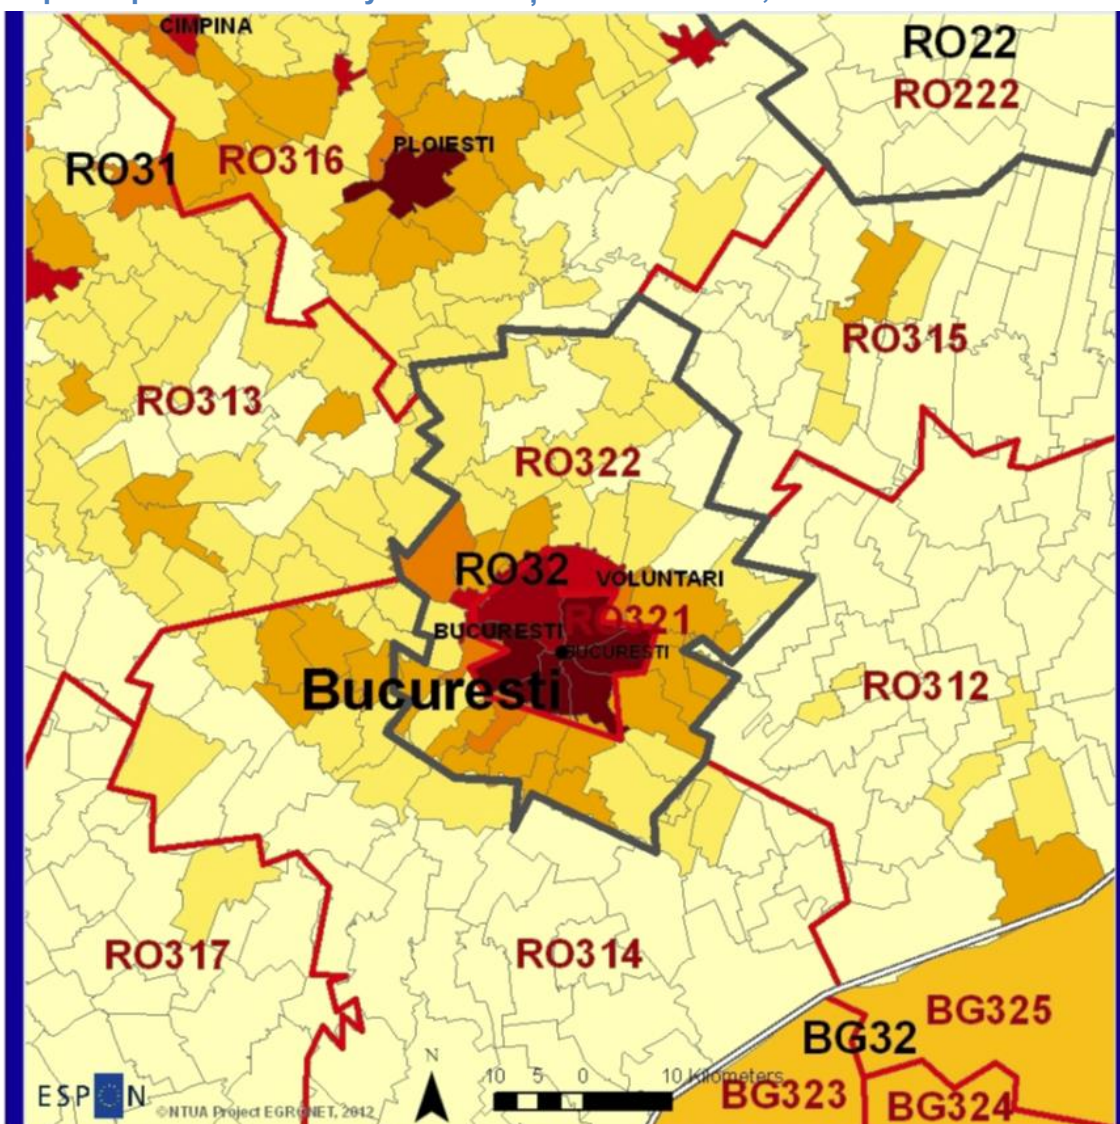 CIMPINA
RO22
RO222
PLOIESTI
RO31
RO316
RO315
RO313
RO322
RO32
VOLUNTARI
RO321
BUCURESTI
BUCURESTI
Bucuresti
RO312
RO317
RO314
BG325
BG32
N
10 5 0 10 Kilometers
ESPON
BG323
BG324
©NTUA Project EGRONET, 2012